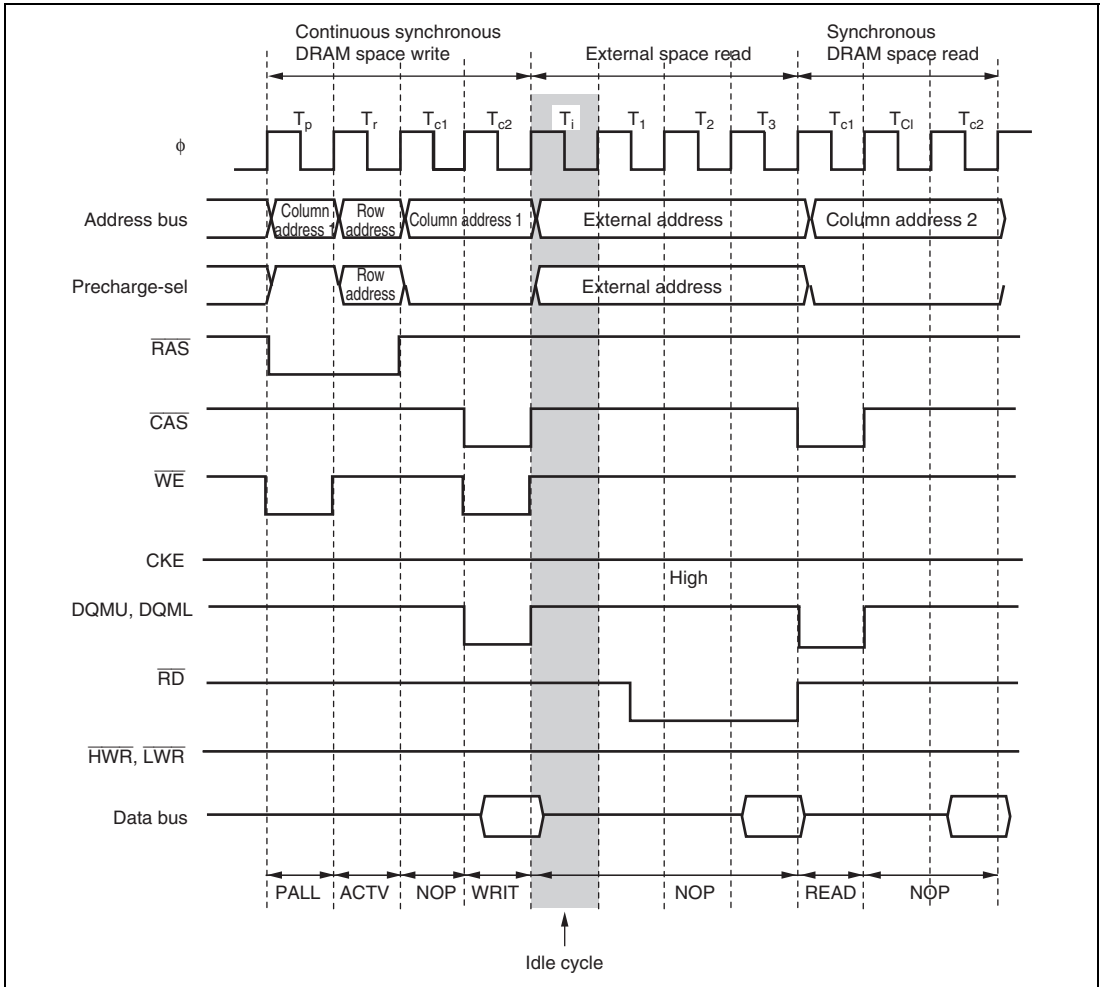 Continuous synchronous
DRAM space write
External space read
Synchronous
DRAM space read
Tp Tr Tc1 Tc2 Ti T1 T2 T3 Tc1 TCl Tc2
ϕ
Address bus
Column
address 1
Row
address
Column address 1
External address
Column address 2
Precharge-sel
Row
address
External address
RAS
CAS
WE
CKE
High
DQMU, DQML
RD
HWR, LWR
Data bus
PALL ACTV NOP WRIT NOP READ NOP
Idle cycle